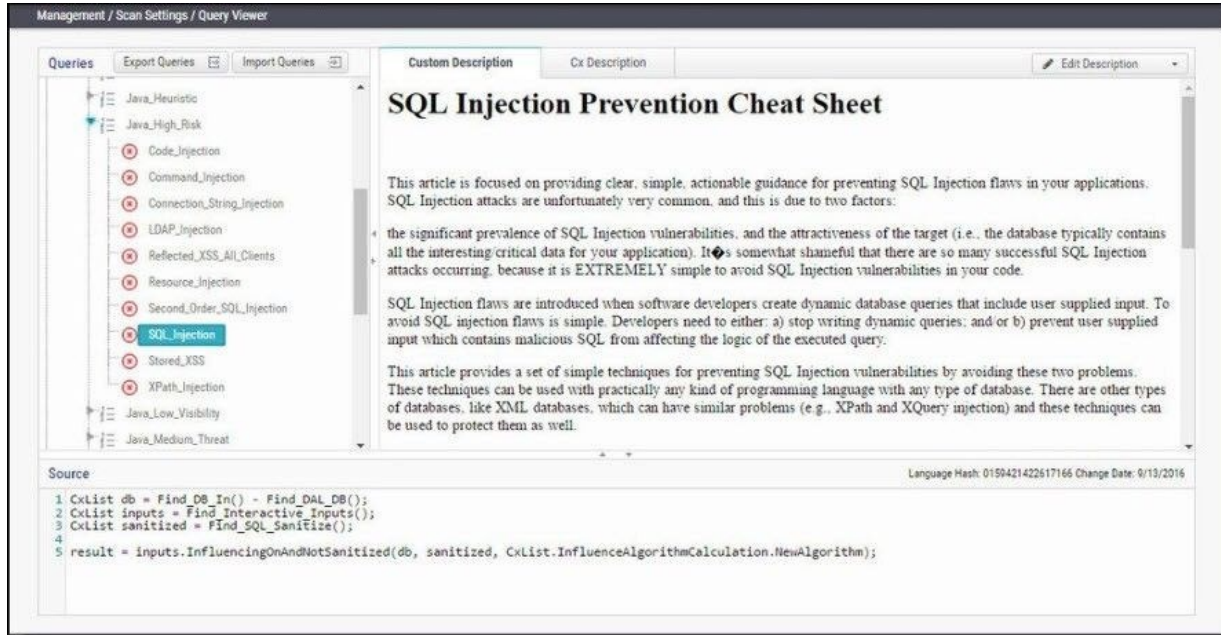 Management / Scan Settings / Query Viewer
Queries
Export Queries
Import Queries
Java_Heuristic
Java_High_Risk
Code_Injection
Command_Injection
Connection_String_Injection
LDAP_Injection
Reflected_XSS_All_Clients
Resource_Injection
Second_Order_SQL_Injection
SQL_Injection
Stored_XSS
XPath_Injection
Java_Low_Visibility
Java_Medium_Threat
Custom Description
Cx Description
Edit Description
SQL Injection Prevention Cheat Sheet
This article is focused on providing clear, simple, actionable guidance for preventing SQL Injection flaws in your applications.
SQL Injection attacks are unfortunately very common, and this is due to two factors:
the significant prevalence of SQL Injection vulnerabilities, and the attractiveness of the target (i.e., the database typically contains
all the interesting/critical data for your application). It�s somewhat shameful that there are so many successful SQL Injection
attacks occurring, because it is EXTREMELY simple to avoid SQL Injection vulnerabilities in your code.
SQL Injection flaws are introduced when software developers create dynamic database queries that include user supplied input. To
avoid SQL injection flaws is simple. Developers need to either: a) stop writing dynamic queries; and/or b) prevent user supplied
input which contains malicious SQL from affecting the logic of the executed query.
This article provides a set of simple techniques for preventing SQL Injection vulnerabilities by avoiding these two problems.
These techniques can be used with practically any kind of programming language with any type of database. There are other types
of databases, like XML databases, which can have similar problems (e.g., XPath and XQuery injection) and these techniques can
be used to protect them as well.
Source
Language Hash: 0159421422617166 Change Date: 9/13/2016
1 CxList db = Find_DB_In() - Find_DAL_DB();
2 CxList inputs = Find_Interactive_Inputs();
3 CxList sanitized = Find_SQL_Sanitize();
4
5 result = inputs.InfluencingOnAndNotSanitized(db, sanitized, CxList.InfluenceAlgorithmCalculation.NewAlgorithm);